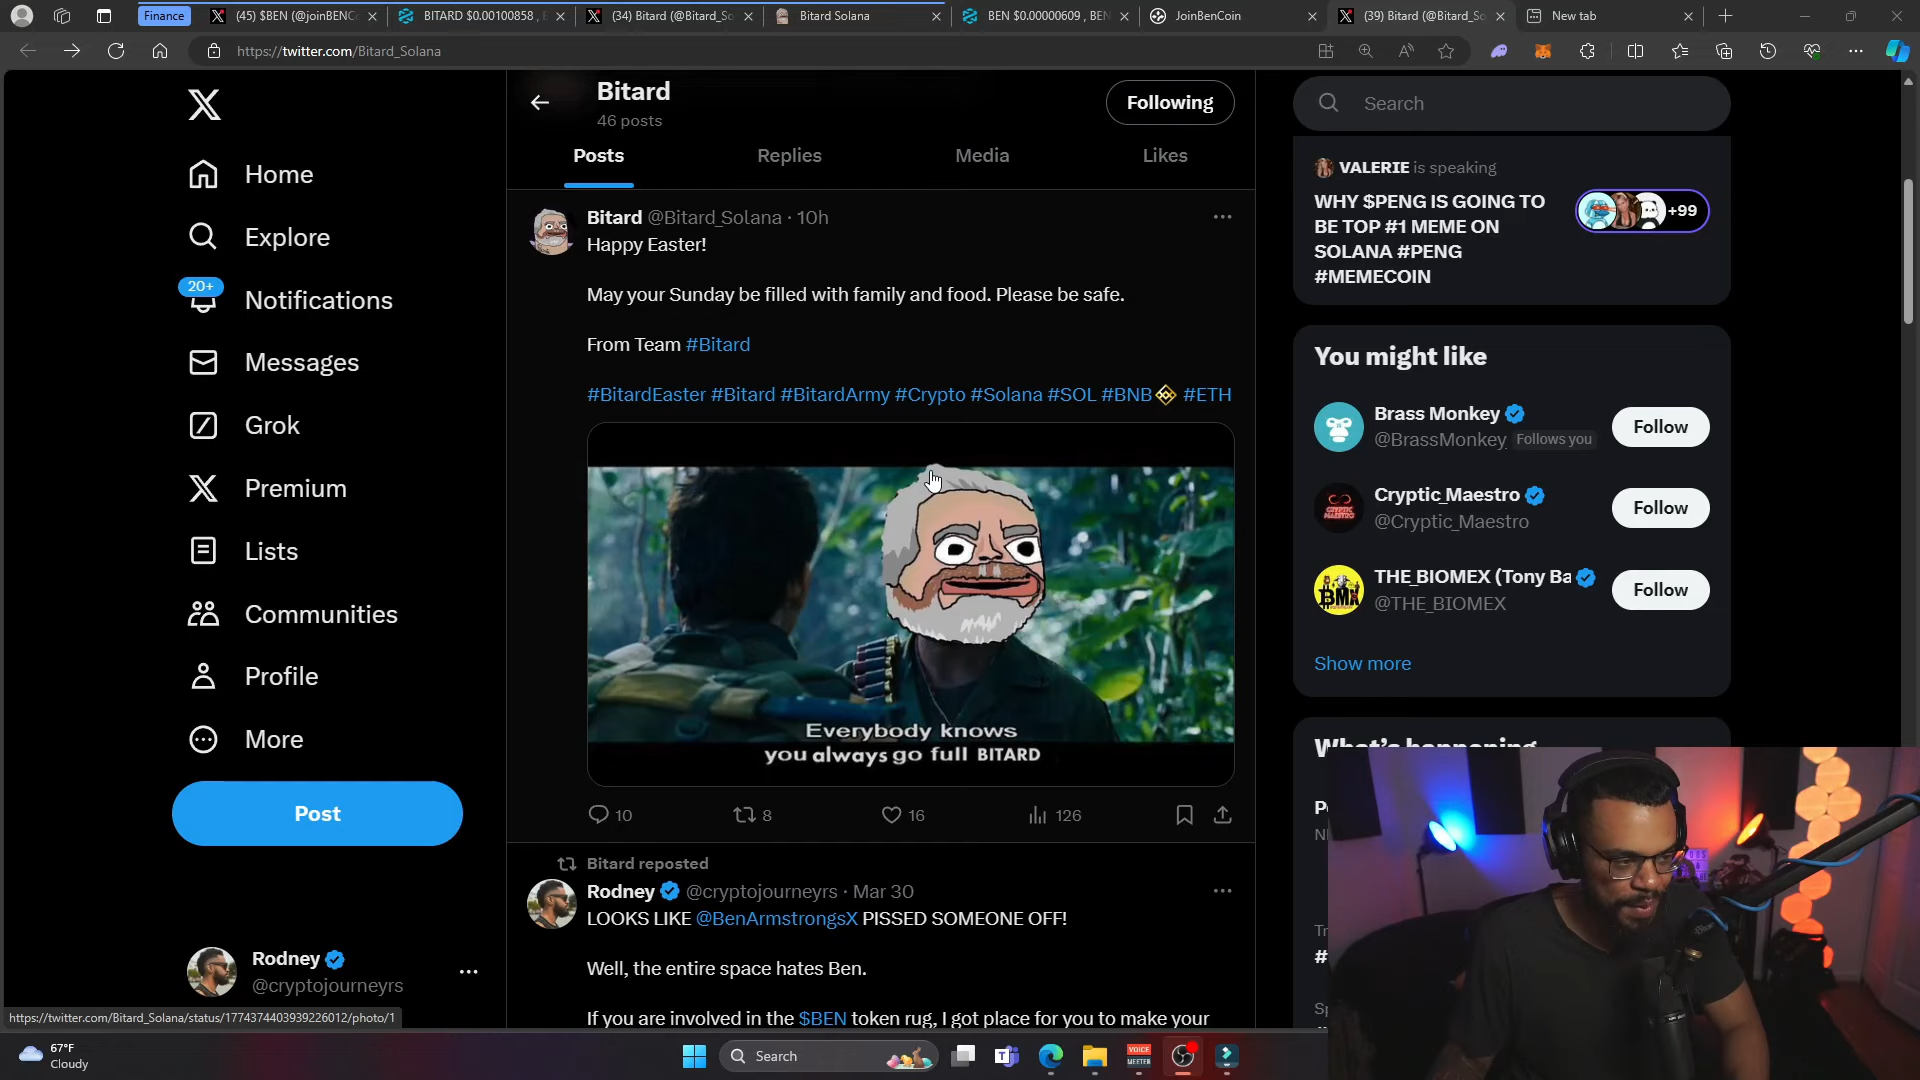 Finance
(45) $BEN (@joinBENC
BITARD $0.00100858 , B
(34) Bitard (@Bitard_So
Bitard Solana
BEN $0.00000609 , BEN
JoinBenCoin
(39) Bitard (@Bitard_So
New tab
https://twitter.com/Bitard_Solana
Home
Explore
20+
Notifications
Messages
Grok
Premium
Lists
Communities
Profile
More
Post
Rodney
@cryptojourneyrs
https://twitter.com/Bitard_Solana/status/1774374403939226012/photo/1
Bitard
46 posts
Following
Posts
Replies
Media
Likes
Bitard @Bitard_Solana · 10h
Happy Easter!
May your Sunday be filled with family and food. Please be safe.
From Team #Bitard
#BitardEaster #Bitard #BitardArmy #Crypto #Solana #SOL #BNB #ETH
Everybody knows
you always go full BITARD
10
8
16
126
Bitard reposted
Rodney @cryptojourneyrs · Mar 30
LOOKS LIKE @BenArmstrongsX PISSED SOMEONE OFF!
Well, the entire space hates Ben.
If you are involved in the $BEN token rug, I got place for you to make your
Search
VALERIE is speaking
WHY $PENG IS GOING TO
BE TOP #1 MEME ON
SOLANA #PENG
#MEMECOIN
+99
You might like
Brass Monkey
@BrassMonkey_
Follows you
Follow
Cryptic_Maestro
@Cryptic_Maestro
Follow
THE_BIOMEX (Tony Ba
@THE_BIOMEX
Follow
Show more
What's happening
67°F
Cloudy
Search
VOICE
MEETER